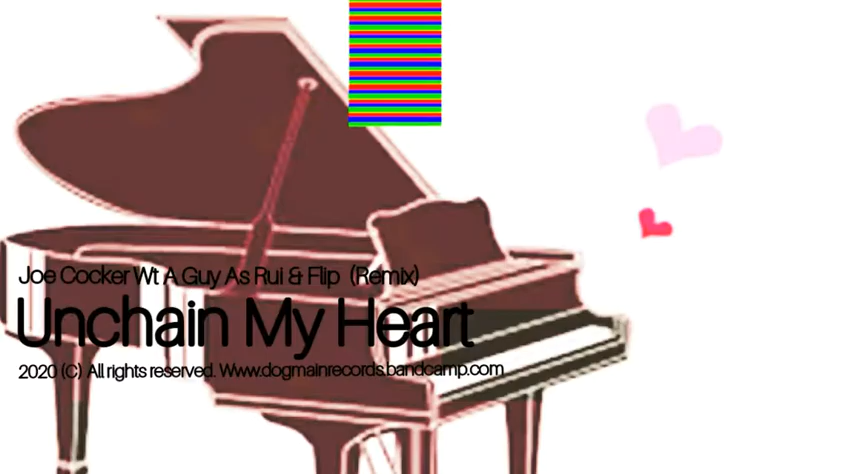 Joe Cocker Wt A Guy As Rui & Flip (Remix)
Unchain My Heart
2020 (C) All rights reserved. Www.dogmainrecords.bandcamp.com